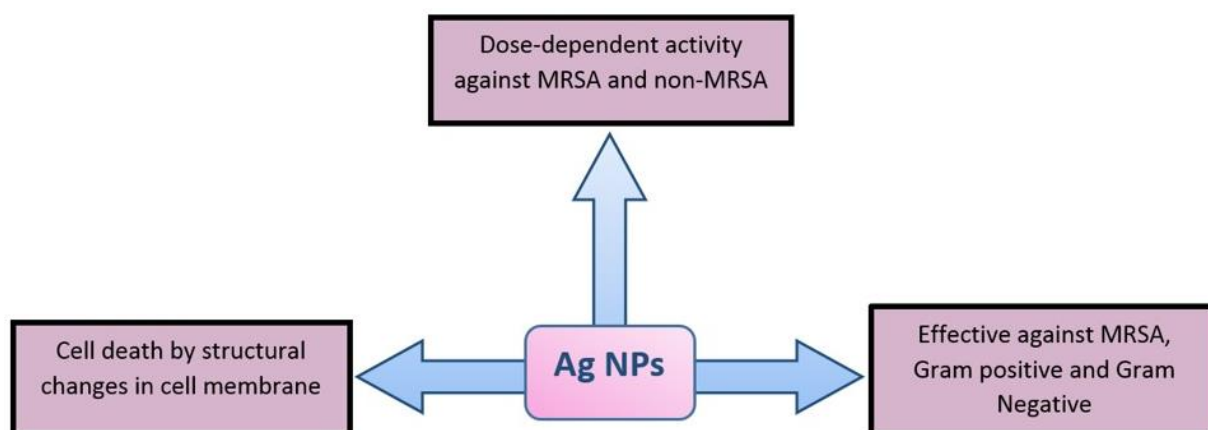 Dose-dependent activity
against MRSA and non-MRSA
Cell death by structural
changes in cell membrane
Ag NPs
Effective against MRSA,
Gram positive and Gram
Negative